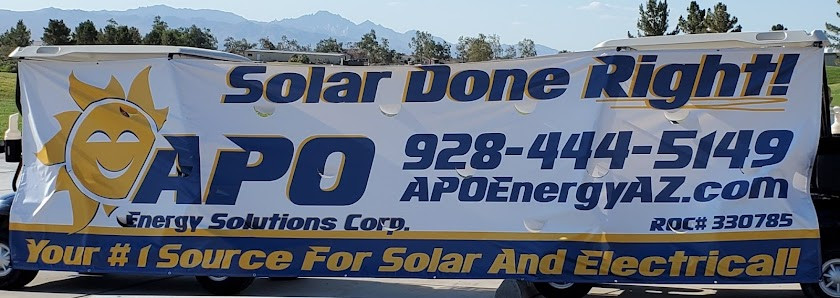 Solar Done Right!
APO
Energy Solutions Corp.
928-444-5149
APOEnergyAZ.com
ROC# 330785
Your # 1 Source For Solar And Electrical!